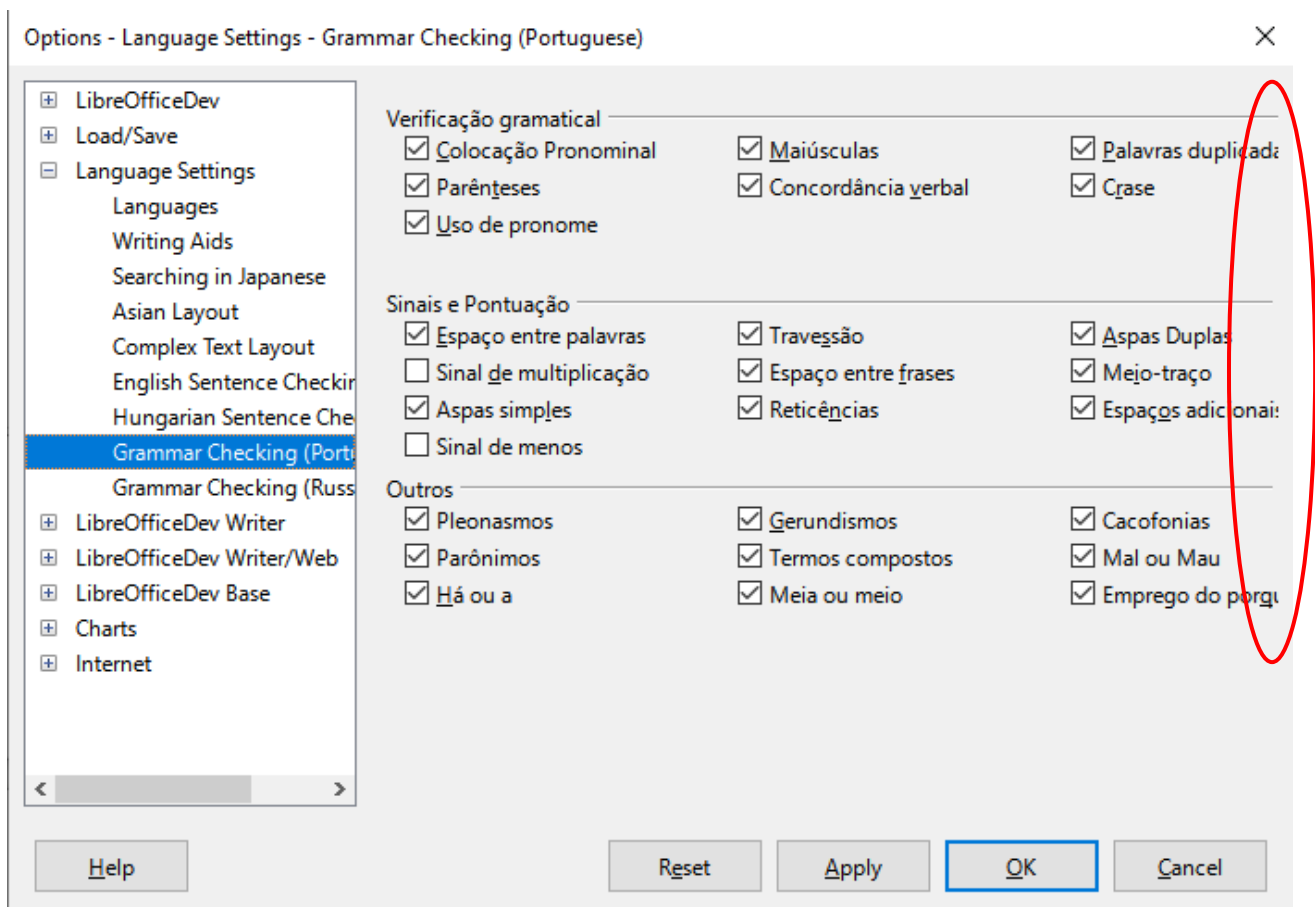 Options - Language Settings - Grammar Checking (Portuguese)
LibreOfficeDev
Load/Save
Language Settings
Languages
Writing Aids
Searching in Japanese
Asian Layout
Complex Text Layout
English Sentence Checkin
Hungarian Sentence Che
Grammar Checking (Portu
Grammar Checking (Russ
LibreOfficeDev Writer
LibreOfficeDev Writer/Web
LibreOfficeDev Base
Charts
Internet
Verificação gramatical
Colocação Pronominal Maiúsculas Palavras duplicada
Parênteses Concordância verbal Crase
Uso de pronome
Sinais e Pontuação
Espaço entre palavras Travessão Aspas Duplas
Sinal de multiplicação Espaço entre frases Meio-traço
Aspas simples Reticências Espaços adicionais
Sinal de menos
Outros
Pleonasmos Gerundismos Cacofonias
Parônimos Termos compostos Mal ou Mau
Há ou a Meia ou meio Emprego do porqu
Help Reset Apply OK Cancel